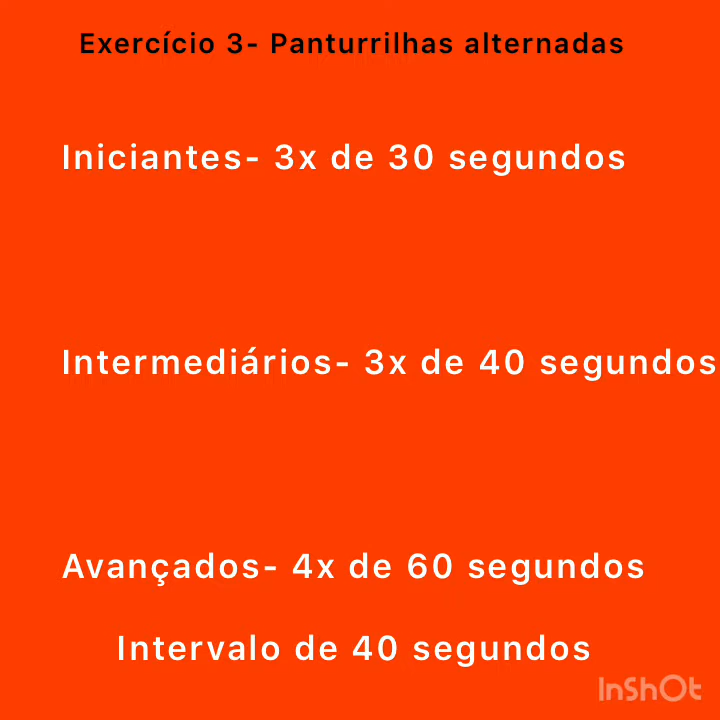 Exercício 3- Panturrilhas alternadas
Iniciantes- 3x de 30 segundos
Intermediários- 3x de 40 segundos
Avançados- 4x de 60 segundos
Intervalo de 40 segundos
InShOt